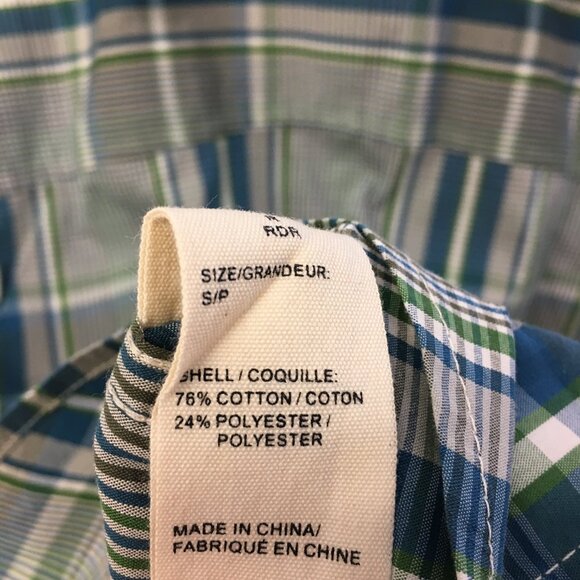 RDR
SIZE/GRANDEUR:
S/P
SHELL / COQUILLE:
76% COTTON / COTON
24% POLYESTER /
POLYESTER
MADE IN CHINA/
FABRIQUÉ EN CHINE